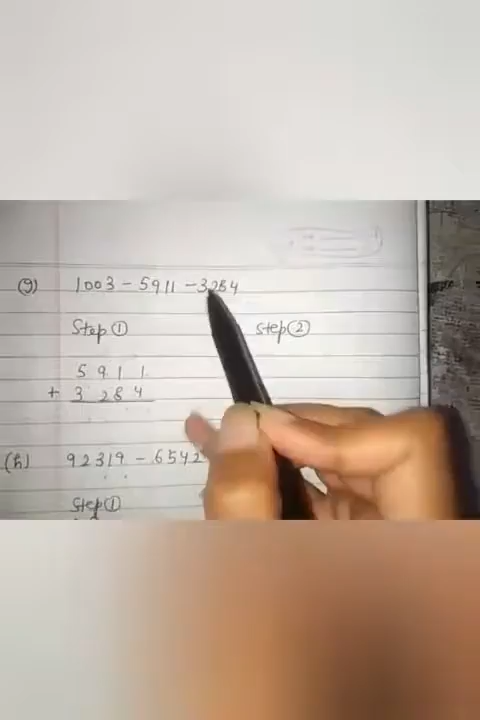 (g) 1003 - 5911 - 3284
Step ① Step ②
5 9 1 1
+ 3 2 8 4
(h) 92319 - 6542
Step ①